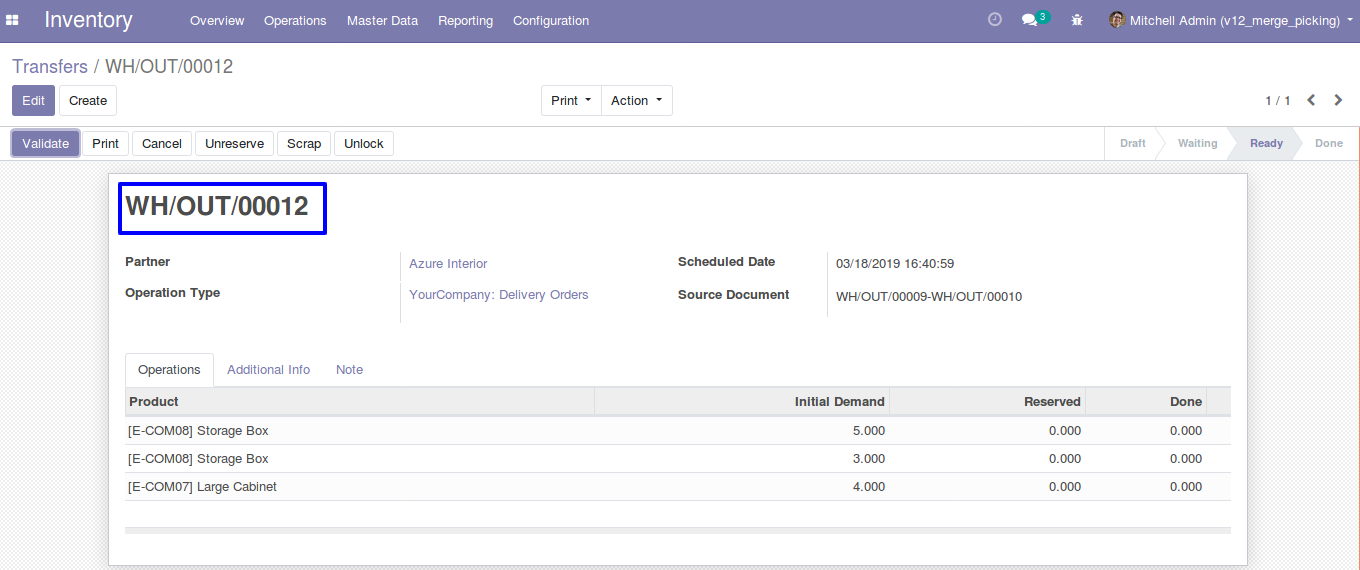 Inventory Overview Operations Master Data Reporting Configuration 3 Mitchell Admin (v12_merge_picking)
Transfers / WH/OUT/00012
Edit Create Print Action 1 / 1
Validate Print Cancel Unreserve Scrap Unlock Draft Waiting Ready Done
WH/OUT/00012
Partner Azure Interior Scheduled Date 03/18/2019 16:40:59
Operation Type YourCompany: Delivery Orders Source Document WH/OUT/00009-WH/OUT/00010
Operations Additional Info Note
Product Initial Demand Reserved Done
[E-COM08] Storage Box 5.000 0.000 0.000
[E-COM08] Storage Box 3.000 0.000 0.000
[E-COM07] Large Cabinet 4.000 0.000 0.000